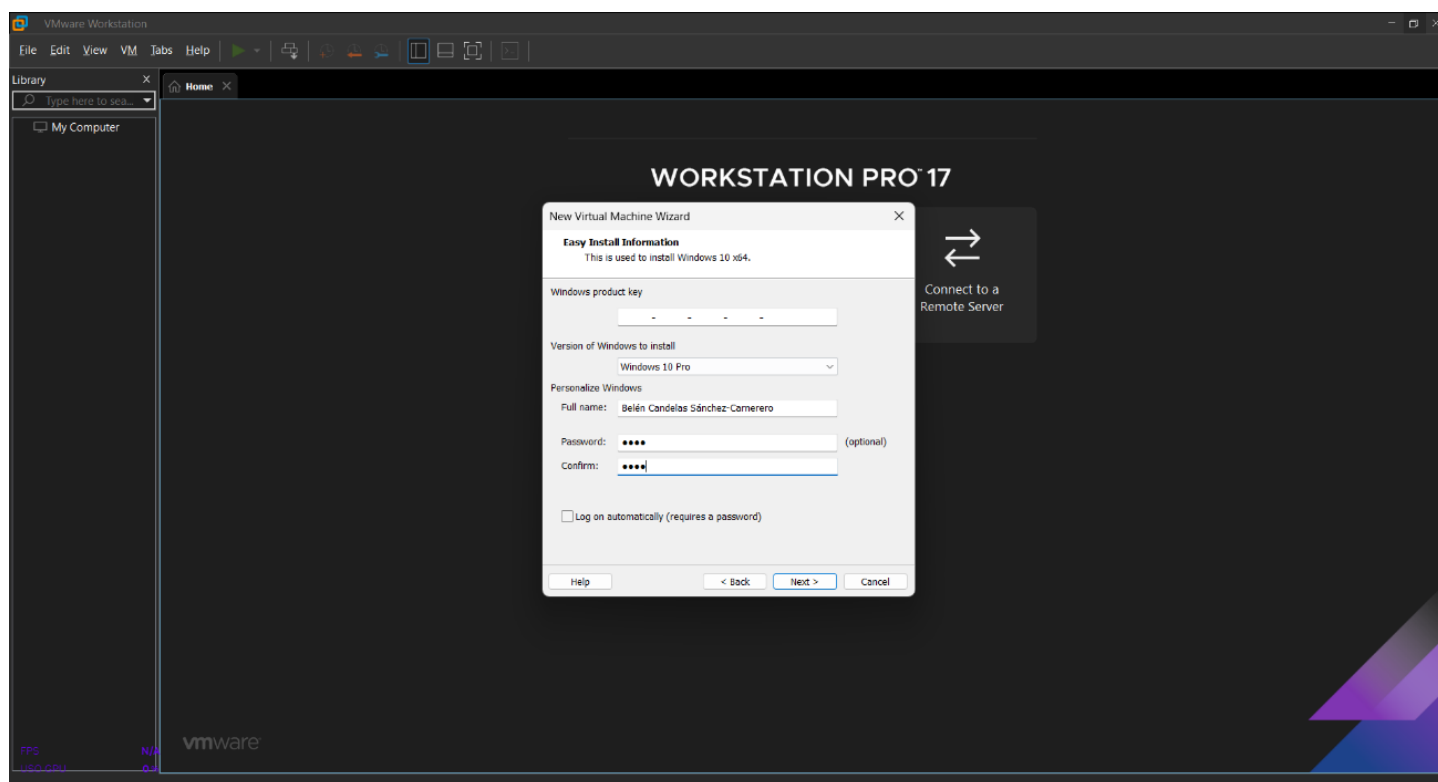 VMware Workstation
File Edit View VM Tabs Help
Library X
Home
Type here to sea...
My Computer
WORKSTATION PRO™ 17
New Virtual Machine Wizard
Easy Install Information
This is used to install Windows 10 x64.
Connect to a
Remote Server
Windows product key
- - - -
Version of Windows to install
Windows 10 Pro
Personalize Windows
Full name: Belén Candelas Sánchez-Camerero
Password: •••• (optional)
Confirm: ••••
Log on automatically (requires a password)
Help < Back Next > Cancel
vmware
FPS N/A